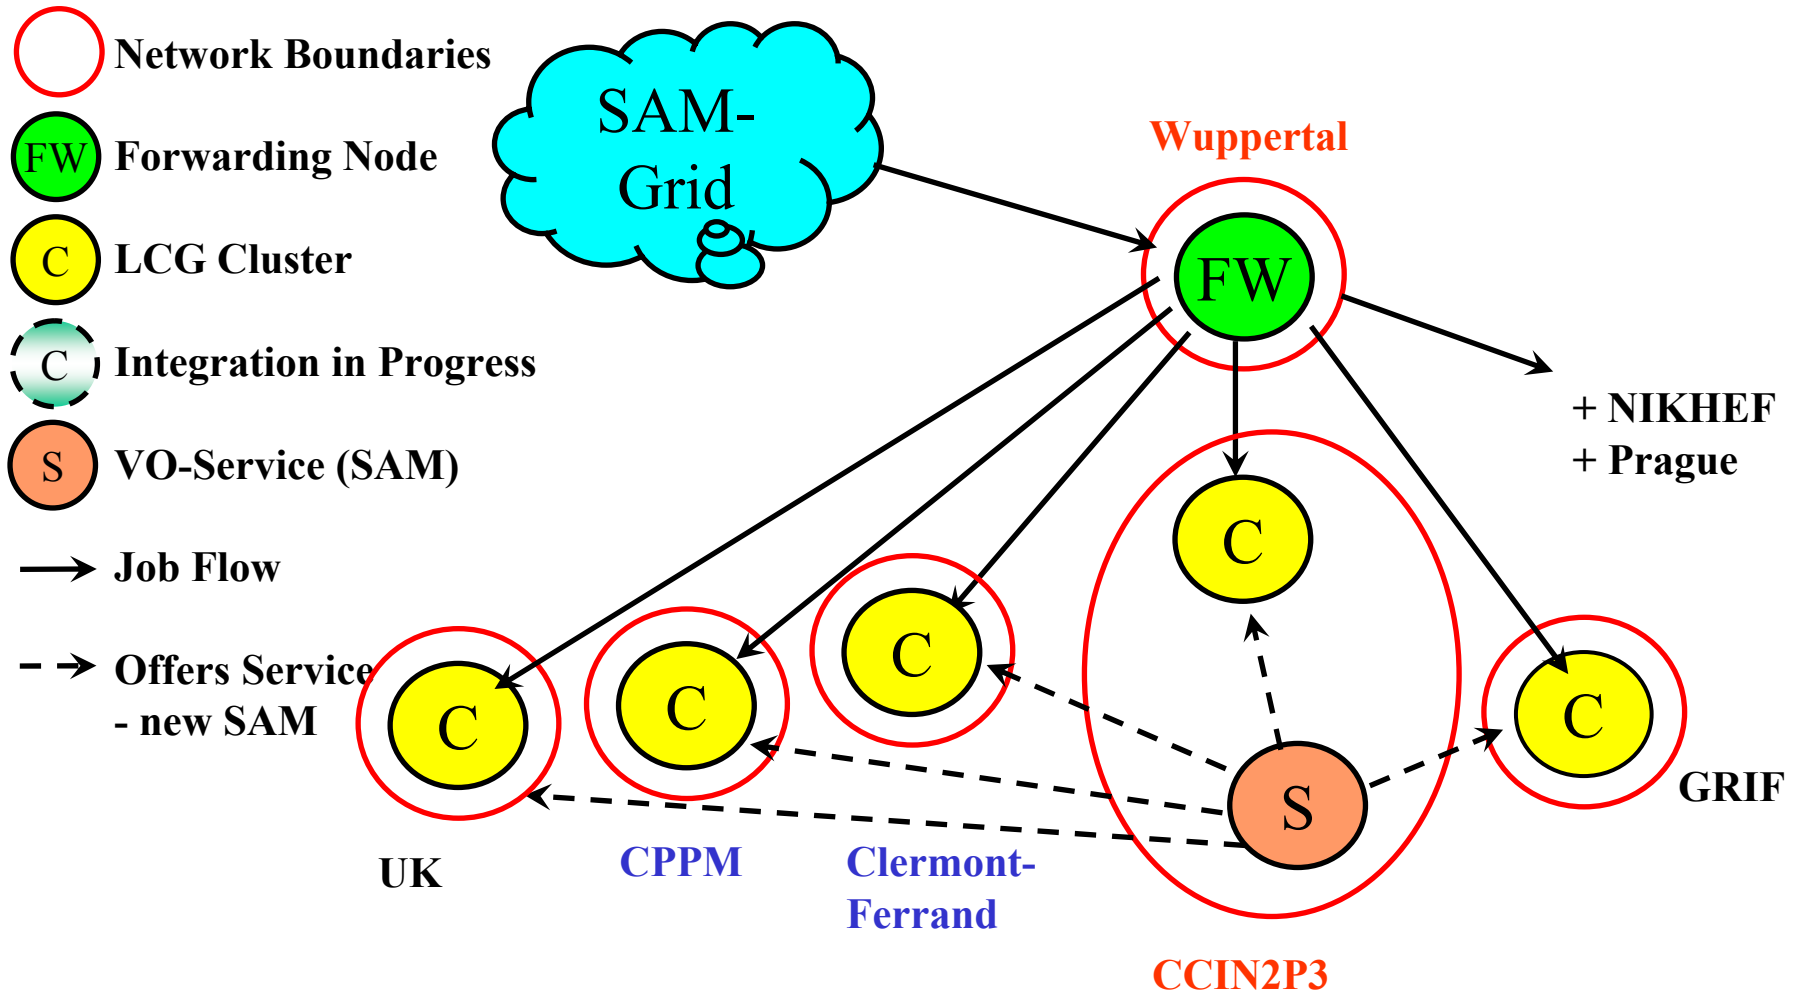 Network Boundaries
FW Forwarding Node
C LCG Cluster
C Integration in Progress
S VO-Service (SAM)
Job Flow
Offers Service
- new SAM
SAM-
Grid
Wuppertal
FW
+ NIKHEF
+ Prague
C
C
C
C
C
S
UK
CPPM
Clermont-
Ferrand
GRIF
CCIN2P3